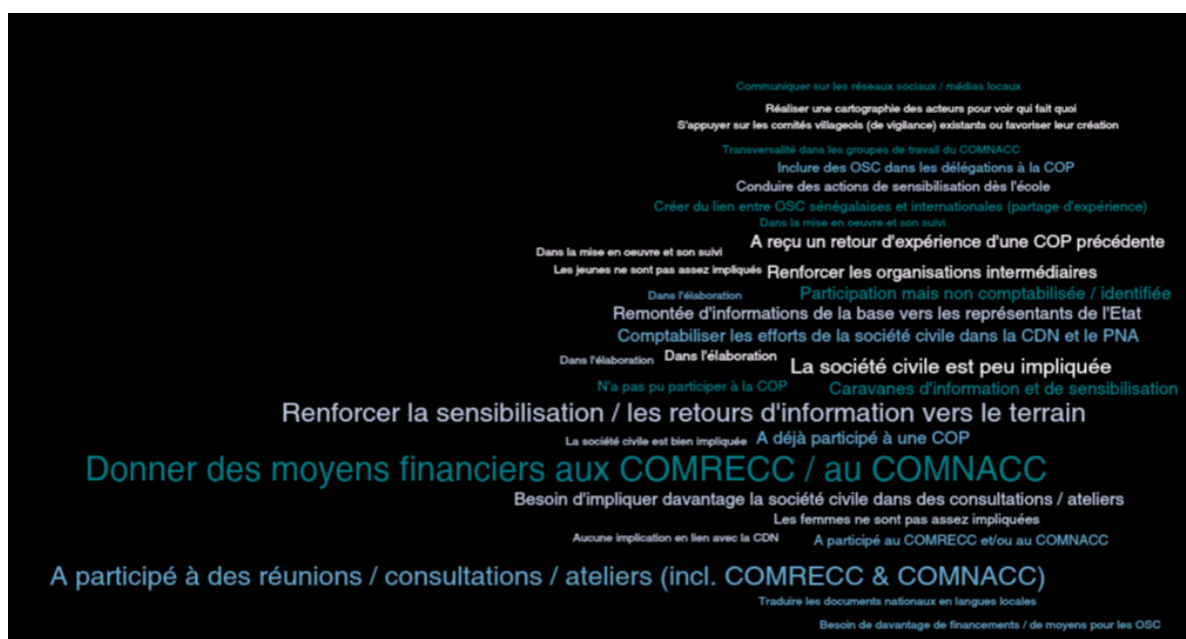 Communiquer sur les réseaux sociaux / médias locaux
Réaliser une cartographie des acteurs pour voir qui fait quoi
S'appuyer sur les comités villageois (de vigilance) existants ou favoriser leur création
Transversalité dans les groupes de travail du COMNACC
Inclure des OSC dans les délégations à la COP
Conduire des actions de sensibilisation dès l'école
Créer du lien entre OSC sénégalaises et internationales (partage d'expérience)
Dans la mise en oeuvre et son suivi
A reçu un retour d'expérience d'une COP précédente
Dans la mise en oeuvre et son suivi
Les jeunes ne sont pas assez impliqués
Renforcer les organisations intermédiaires
Dans l'élaboration
Participation mais non comptabilisée / identifiée
Remontée d'informations de la base vers les représentants de l'Etat
Comptabiliser les efforts de la société civile dans la CDN et le PNA
Dans l'élaboration
Dans l'élaboration
La société civile est peu impliquée
N'a pas pu participer à la COP
Caravanes d'information et de sensibilisation
Renforcer la sensibilisation / les retours d'information vers le terrain
La société civile est bien impliquée
A déjà participé à une COP
Donner des moyens financiers aux COMRECC / au COMNACC
Besoin d'impliquer davantage la société civile dans des consultations / ateliers
Les femmes ne sont pas assez impliquées
Aucune implication en lien avec la CDN
A participé au COMRECC et/ou au COMNACC
A participé à des réunions / consultations / ateliers (incl. COMRECC & COMNACC)
Traduire les documents nationaux en langues locales
Besoin de davantage de financements / de moyens pour les OSC